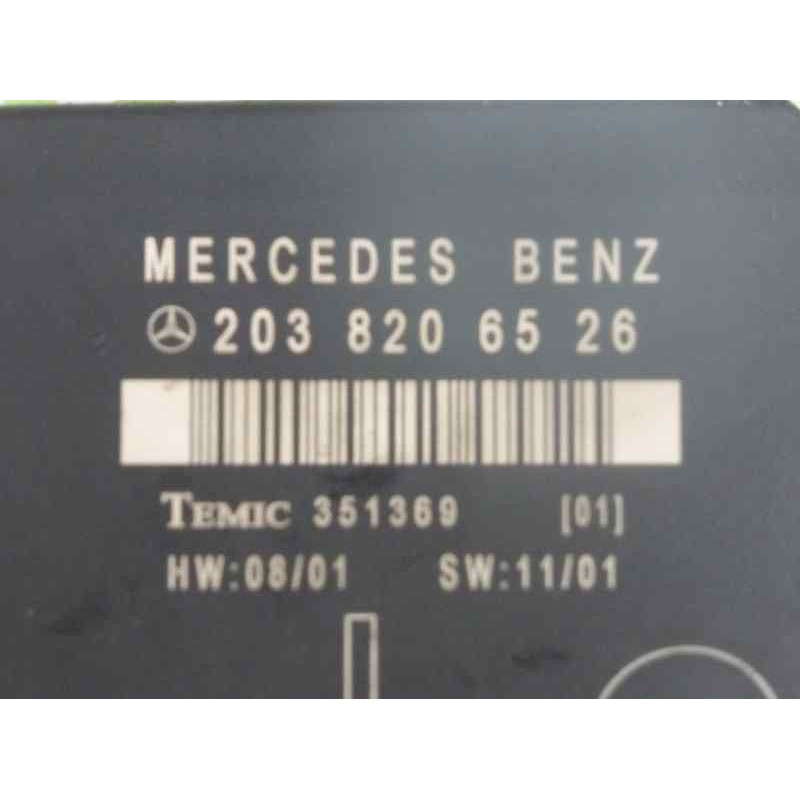 MERCEDES BENZ
203 820 65 26
TEMIC 351369 [01]
HW:08/01 SW:11/01